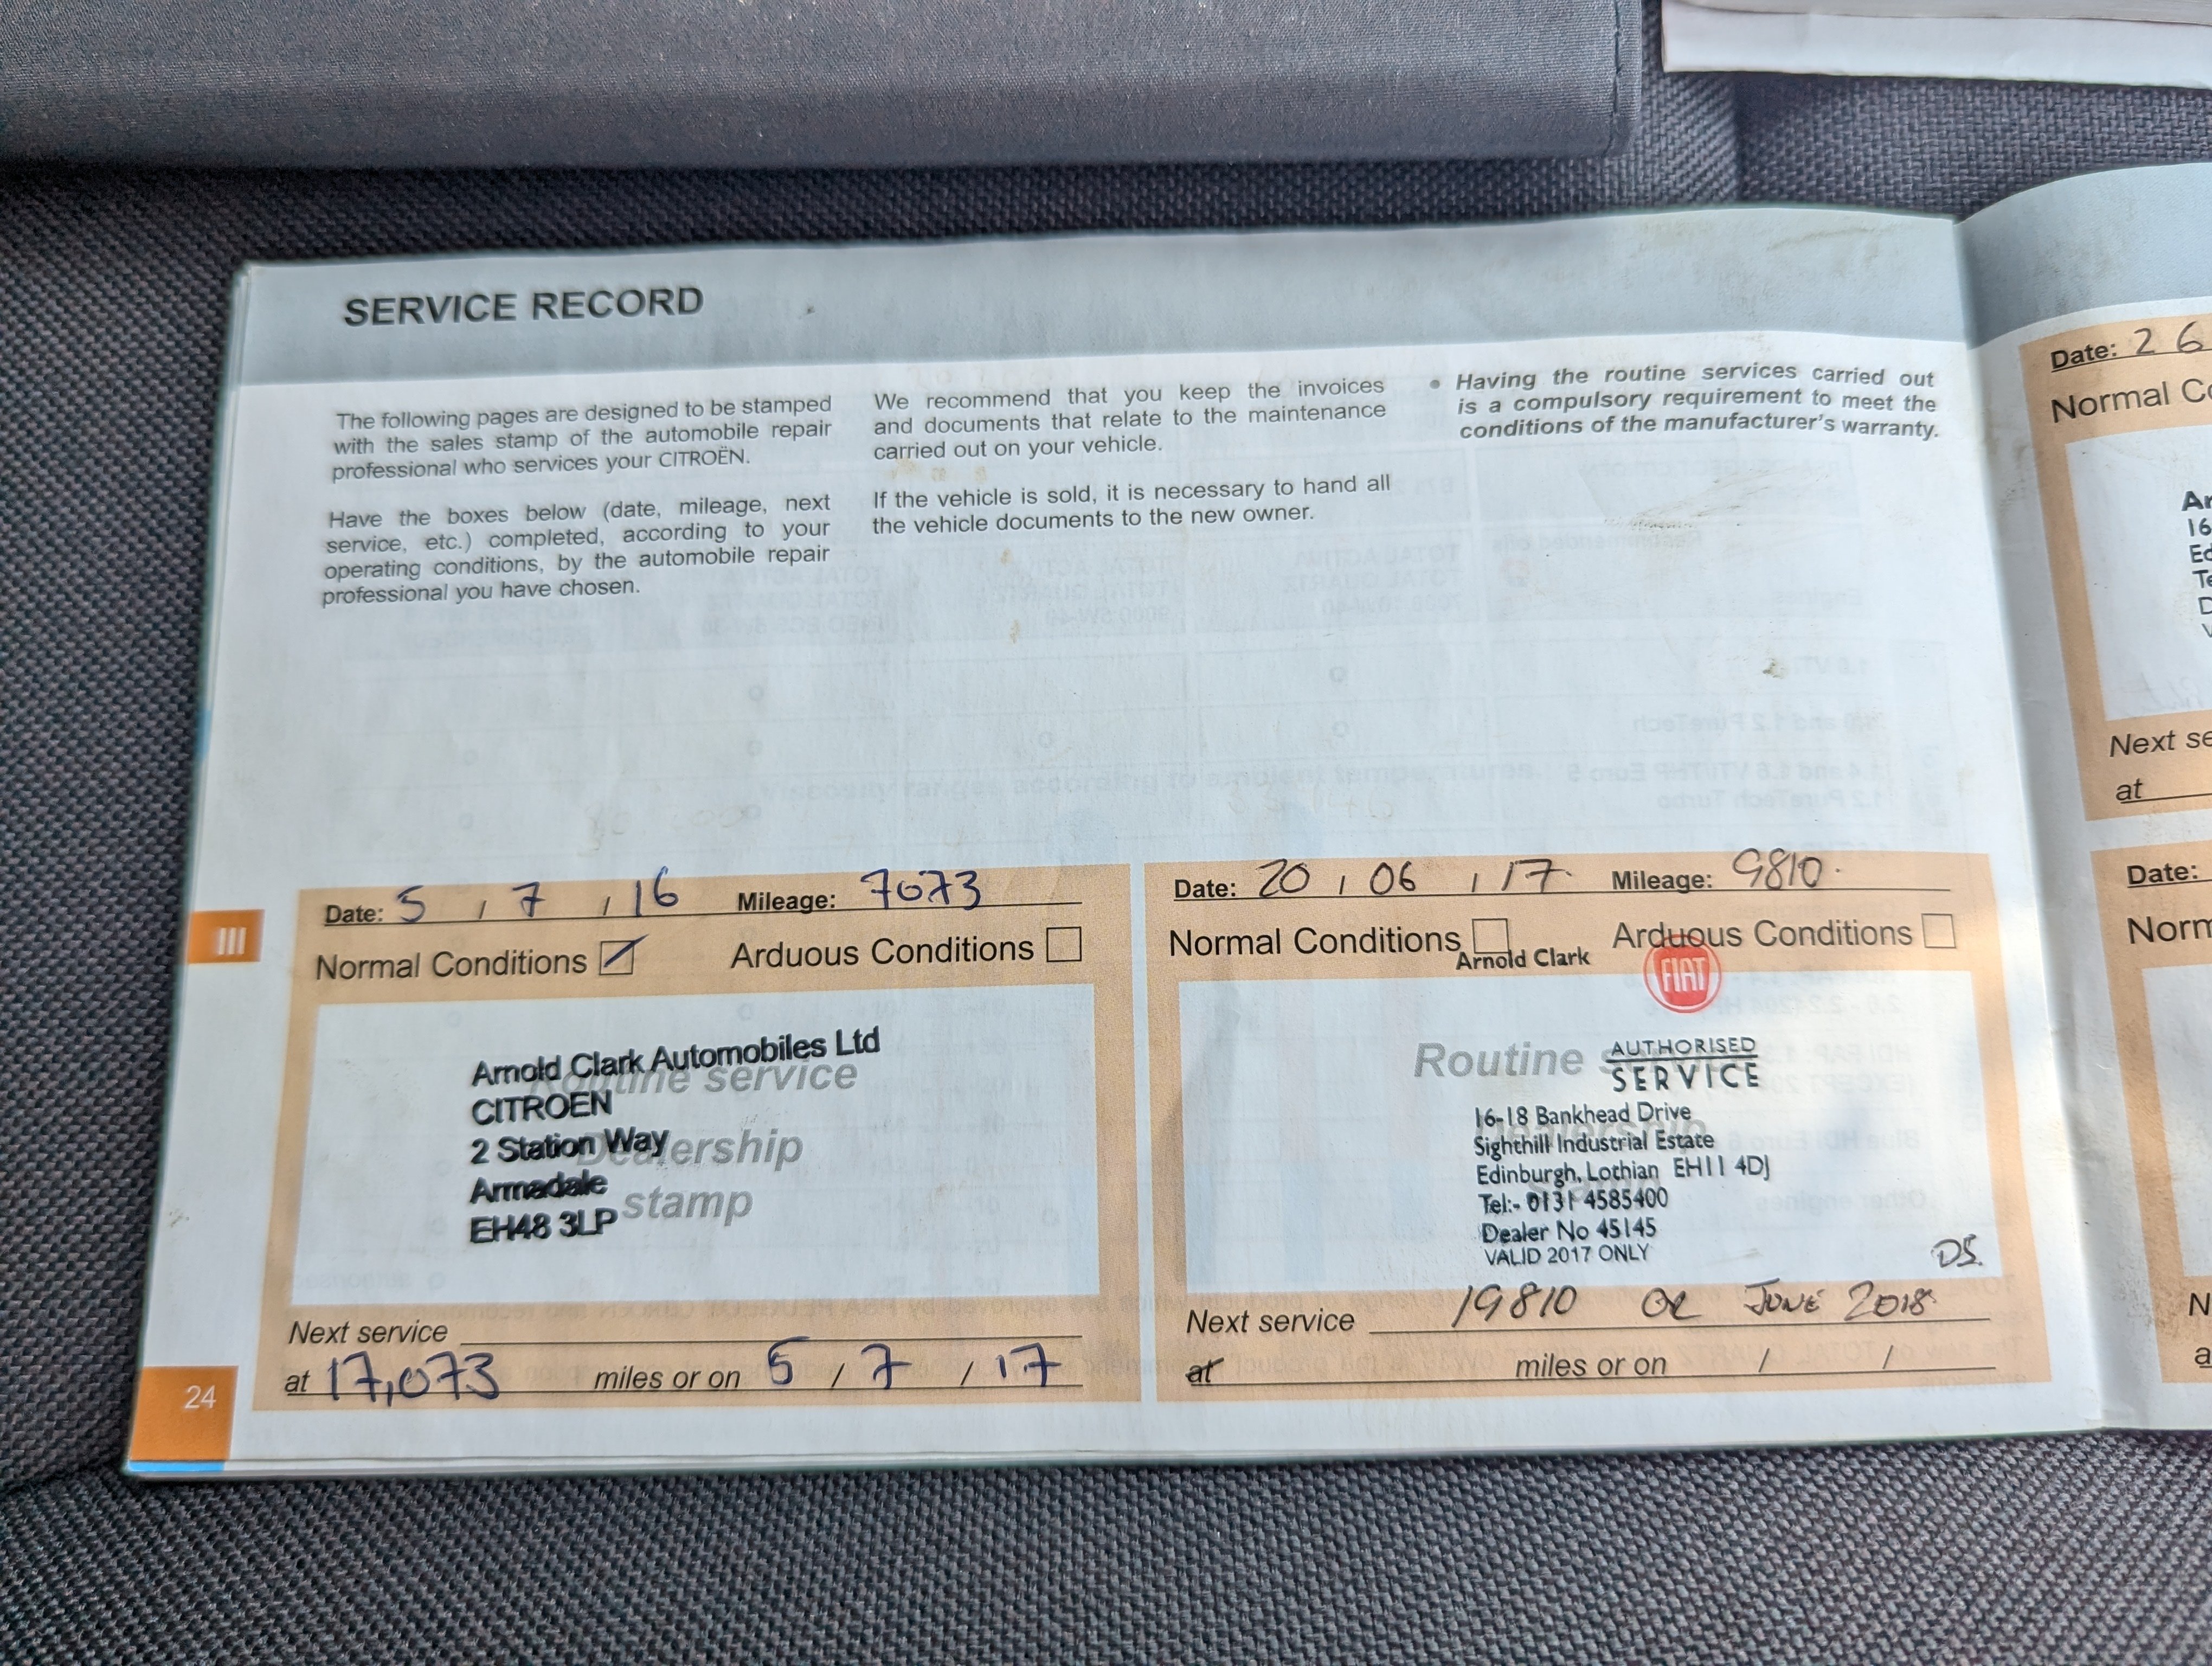 SERVICE RECORD
The following pages are designed to be stamped
with the sales stamp of the automobile repair
professional who services your CITROËN.
Have the boxes below (date, mileage, next
service, etc.) completed, according to your
operating conditions, by the automobile repair
professional you have chosen.
We recommend that you keep the invoices
and documents that relate to the maintenance
carried out on your vehicle.
If the vehicle is sold, it is necessary to hand all
the vehicle documents to the new owner.
• Having the routine services carried out
is a compulsory requirement to meet the
conditions of the manufacturer's warranty.
III
Date: 5 / 7 / 16 Mileage: 7073
Normal Conditions Arduous Conditions
Routine service
Dealership
stamp
Arnold Clark Automobiles Ltd
CITROEN
2 Station Way
Armadale
EH48 3LP
Next service
at 17,073 miles or on 5 / 7 / 17
Date: 20 / 06 / 17 Mileage: 9810
Normal Conditions Arduous Conditions
Arnold Clark
FIAT
Routine
AUTHORISED
SERVICE
16-18 Bankhead Drive
Sighthill Industrial Estate
Edinburgh, Lothian EH11 4DJ
Tel:- 0131 4585400
Dealer No 45145
VALID 2017 ONLY
DS.
Next service 19810 OR JUNE 2018
at miles or on / /
24
Date: 26
Normal
Next
at
Date: